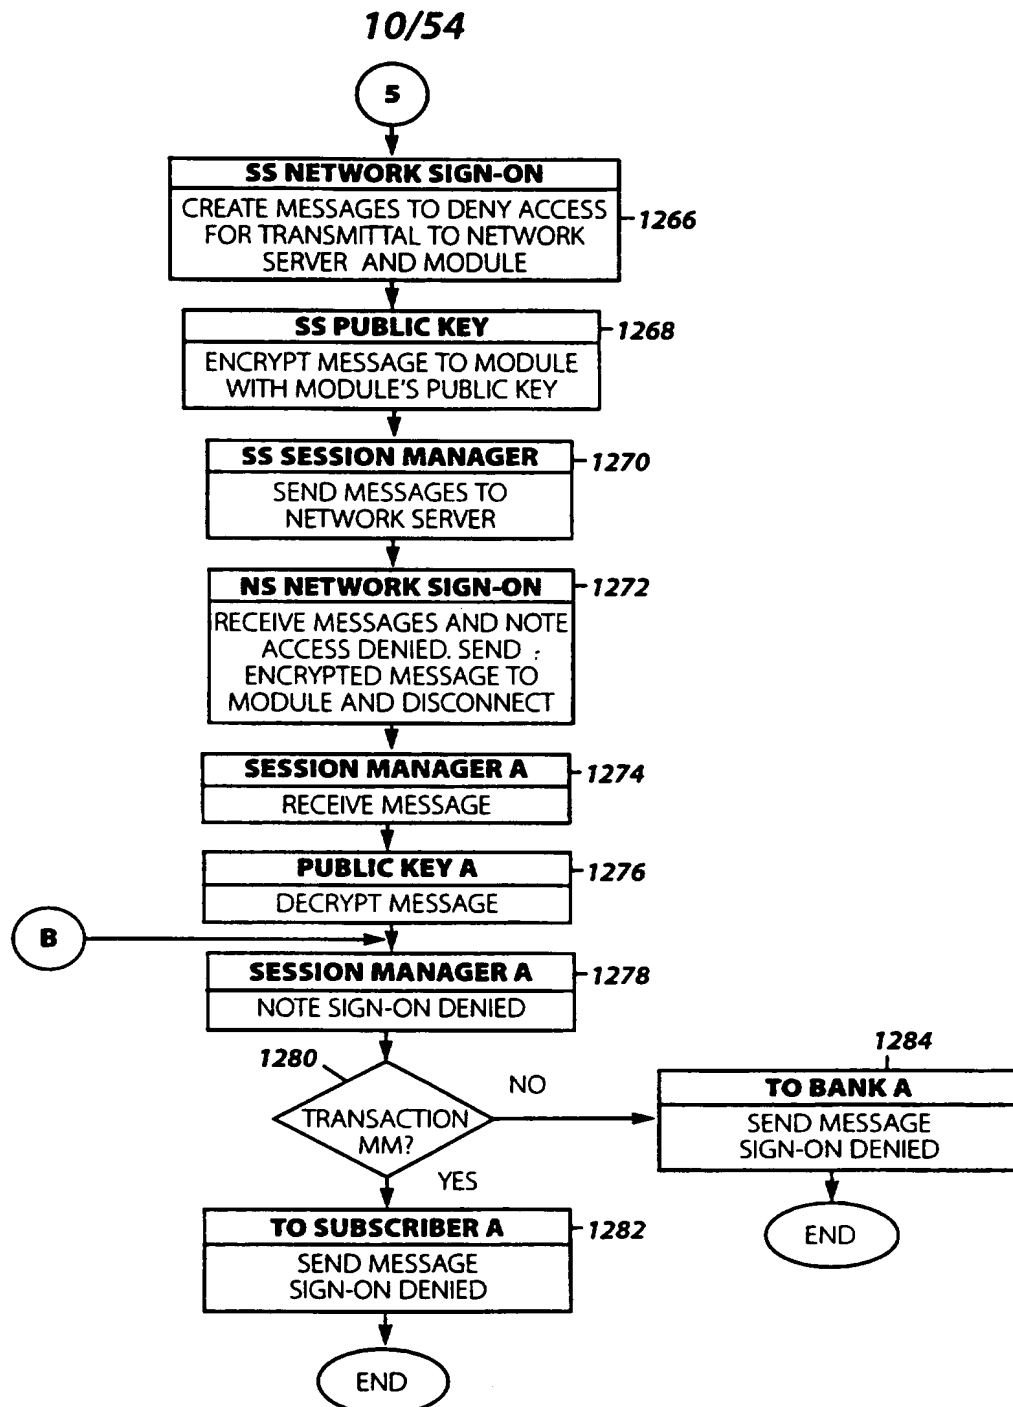 10/54
5
SS NETWORK SIGN-ON
CREATE MESSAGES TO DENY ACCESS
FOR TRANSMITTAL TO NETWORK
SERVER AND MODULE
1266
SS PUBLIC KEY
1268
ENCRYPT MESSAGE TO MODULE
WITH MODULE'S PUBLIC KEY
SS SESSION MANAGER
1270
SEND MESSAGES TO
NETWORK SERVER
NS NETWORK SIGN-ON
1272
RECEIVE MESSAGES AND NOTE
ACCESS DENIED. SEND
ENCRYPTED MESSAGE TO
MODULE AND DISCONNECT
SESSION MANAGER A
1274
RECEIVE MESSAGE
PUBLIC KEY A
1276
DECRYPT MESSAGE
B
SESSION MANAGER A
1278
NOTE SIGN-ON DENIED
1280
TRANSACTION
MM?
NO
YES
1284
TO BANK A
SEND MESSAGE
SIGN-ON DENIED
END
TO SUBSCRIBER A
1282
SEND MESSAGE
SIGN-ON DENIED
END